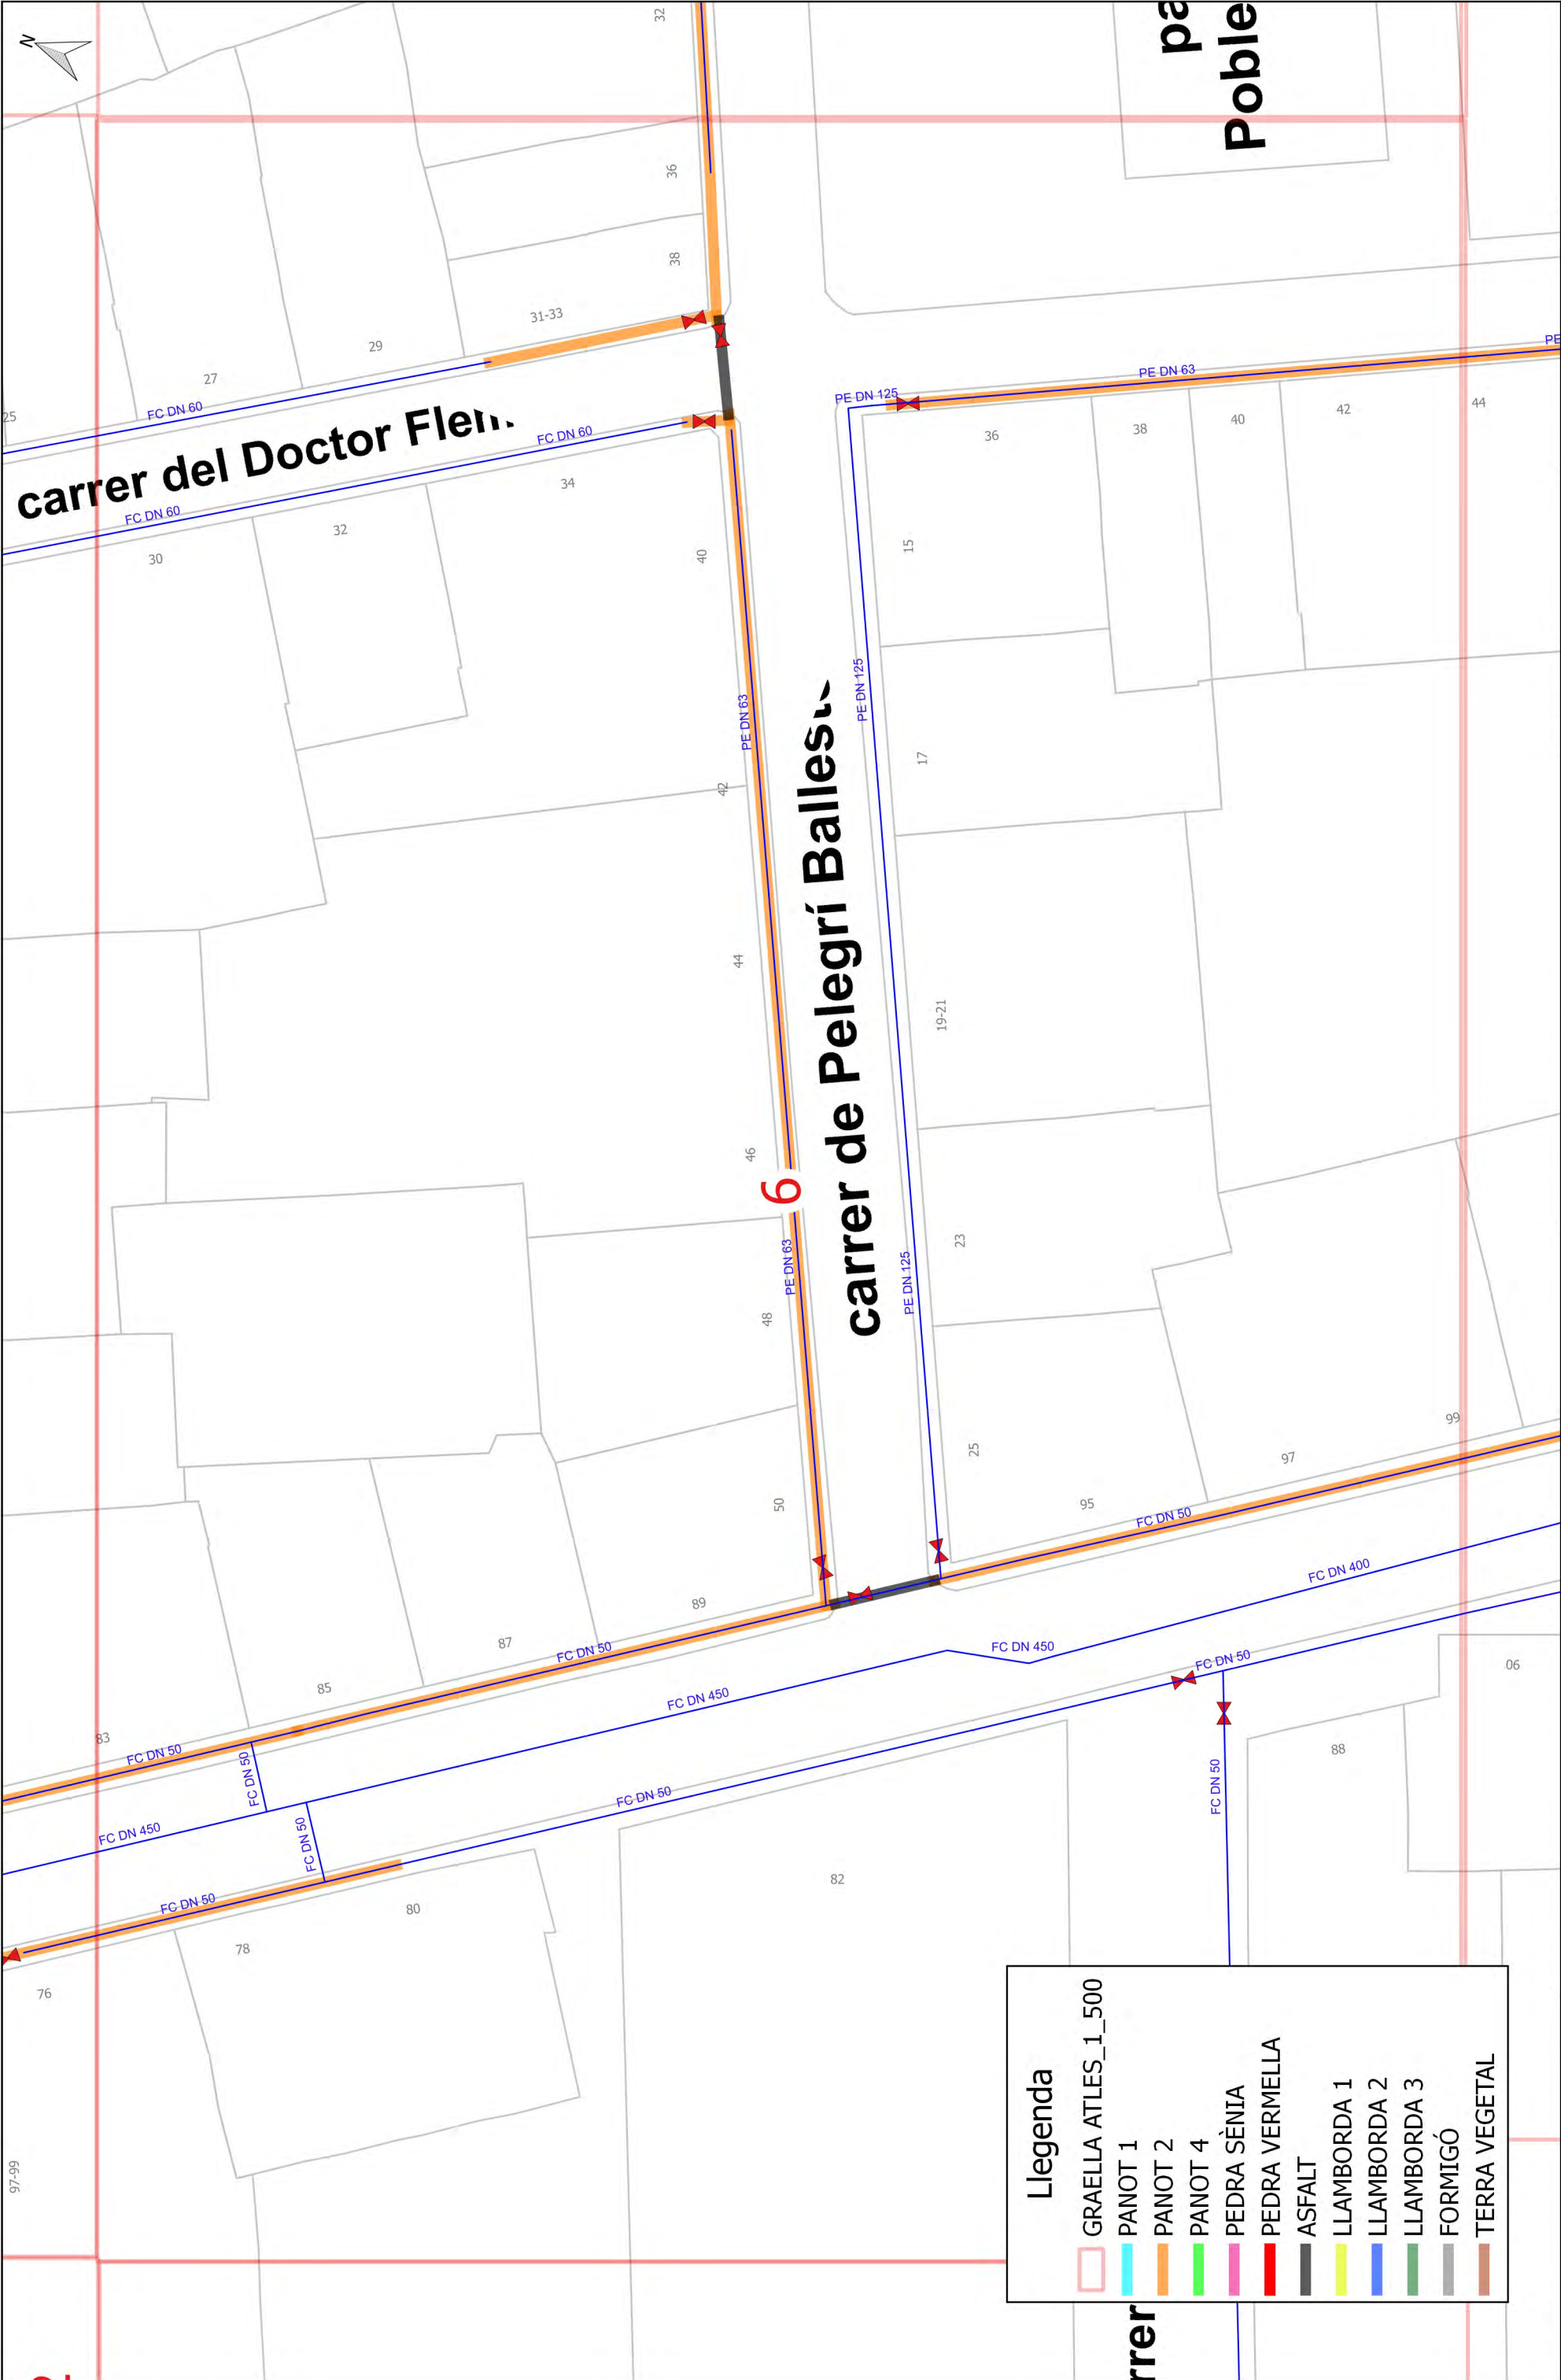 N
32
pa
Poble
36
38
31-33
29
27
25
FC DN 60
carrer del Doctor Flem
FC DN 60
FC DN 60
34
32
30
40
PE DN 125
PE DN 63
PE
36
38
40
42
44
15
PE DN 63
PE DN 125
17
42
carrer de Pelegrí Ballest
44
19-21
46
6
23
PE DN 63
PE DN 125
48
25
50
95
97
99
FC DN 50
89
87
85
83
FC DN 50
FC DN 50
FC DN 50
FC DN 400
FC DN 450
FC DN 450
FC DN 450
FC DN 50
FC DN 50
FC DN 50
FC DN 50
FC DN 50
06
88
82
80
78
76
97-99
rrer
Llegenda
GRAELLA ATLES_1_500
PANOT 1
PANOT 2
PANOT 4
PEDRA SÈNIA
PEDRA VERMELLA
ASFALT
LLAMBORDA 1
LLAMBORDA 2
LLAMBORDA 3
FORMIGÓ
TERRA VEGETAL